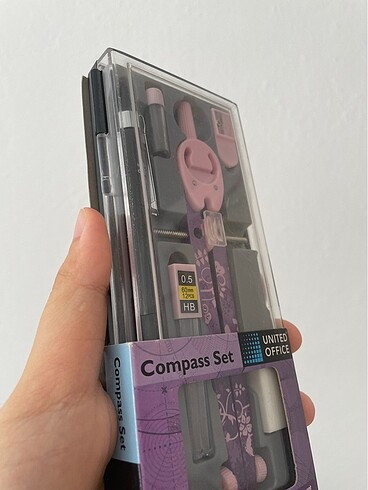 0.5
60mm
12PCS
HB
Compass Set
UNITED
OFFICE
Compass Set